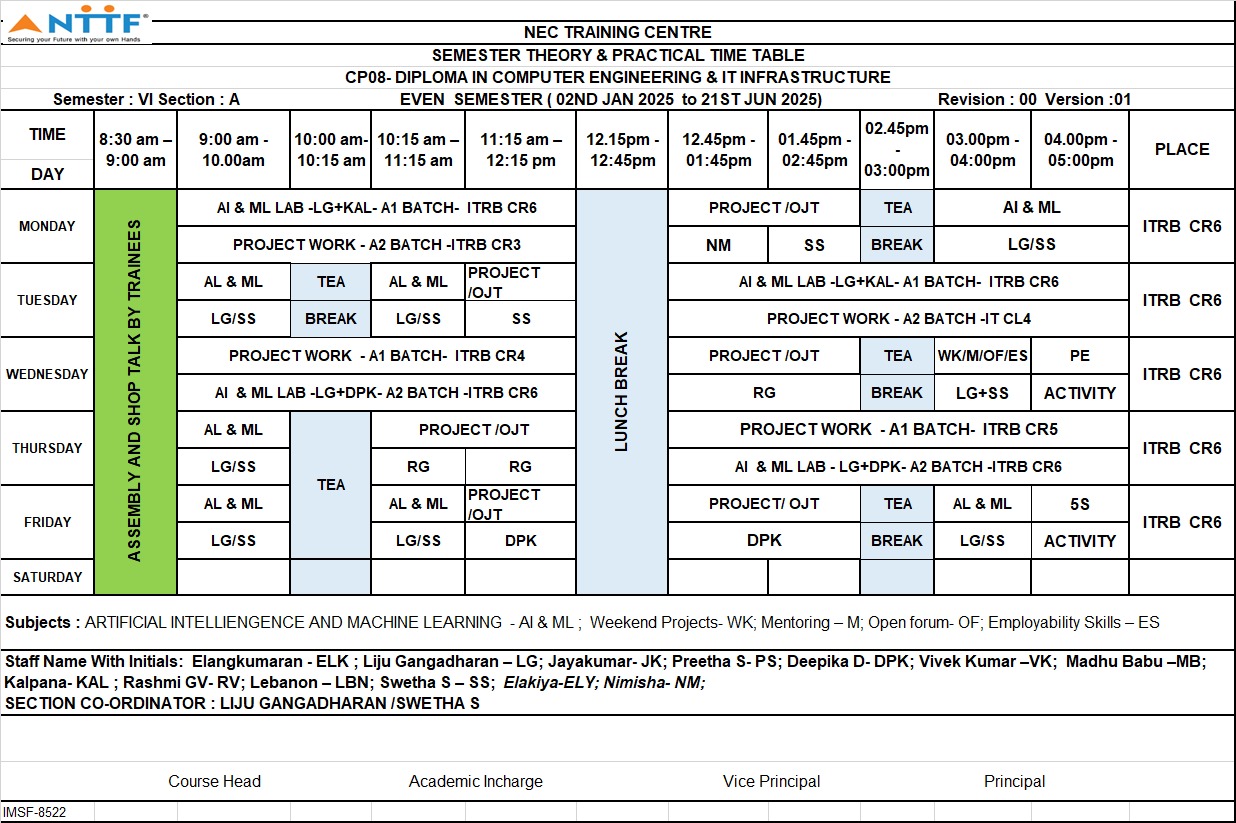 NTTF®
Securing your Future with your own Hands
NEC TRAINING CENTRE
SEMESTER THEORY & PRACTICAL TIME TABLE
CP08- DIPLOMA IN COMPUTER ENGINEERING & IT INFRASTRUCTURE
Semester : VI Section : A EVEN SEMESTER ( 02ND JAN 2025 to 21ST JUN 2025) Revision : 00 Version :01
TIME
DAY
8:30 am –
9:00 am
9:00 am -
10.00am
10:00 am-
10:15 am
10:15 am -
11:15 am
11:15 am –
12:15 pm
12.15pm -
12:45pm
12.45pm -
01:45pm
01.45pm -
02:45pm
02.45pm
-
03:00pm
03.00pm -
04:00pm
04.00pm -
05:00pm
PLACE
ASSEMBLY AND SHOP TALK BY TRAINEES
LUNCH BREAK
MONDAY
AI & ML LAB -LG+KAL- A1 BATCH- ITRB CR6
PROJECT /OJT
TEA
AI & ML
ITRB CR6
PROJECT WORK - A2 BATCH -ITRB CR3
NM
SS
BREAK
LG/SS
TUESDAY
AL & ML
TEA
AL & ML
PROJECT
/OJT
AI & ML LAB -LG+KAL- A1 BATCH- ITRB CR6
ITRB CR6
LG/SS
BREAK
LG/SS
SS
PROJECT WORK - A2 BATCH -IT CL4
WEDNESDAY
PROJECT WORK - A1 BATCH- ITRB CR4
PROJECT /OJT
TEA
WK/M/OF/ES
PE
ITRB CR6
AI & ML LAB -LG+DPK- A2 BATCH -ITRB CR6
RG
BREAK
LG+SS
ACTIVITY
THURSDAY
AL & ML
TEA
PROJECT /OJT
PROJECT WORK - A1 BATCH- ITRB CR5
ITRB CR6
LG/SS
RG
RG
AI & ML LAB - LG+DPK- A2 BATCH -ITRB CR6
FRIDAY
AL & ML
AL & ML
PROJECT
/OJT
PROJECT/ OJT
TEA
AL & ML
5S
ITRB CR6
LG/SS
LG/SS
DPK
DPK
BREAK
LG/SS
ACTIVITY
SATURDAY
Subjects : ARTIFICIAL INTELLIENGENCE AND MACHINE LEARNING - AI & ML ; Weekend Projects- WK; Mentoring – M; Open forum- OF; Employability Skills – ES
Staff Name With Initials: Elangkumaran - ELK ; Liju Gangadharan – LG; Jayakumar- JK; Preetha S- PS; Deepika D- DPK; Vivek Kumar –VK; Madhu Babu –MB;
Kalpana- KAL ; Rashmi GV- RV; Lebanon – LBN; Swetha S – SS; Elakiya-ELY; Nimisha- NM;
SECTION CO-ORDINATOR : LIJU GANGADHARAN /SWETHA S
Course Head Academic Incharge Vice Principal Principal
IMSF-8522